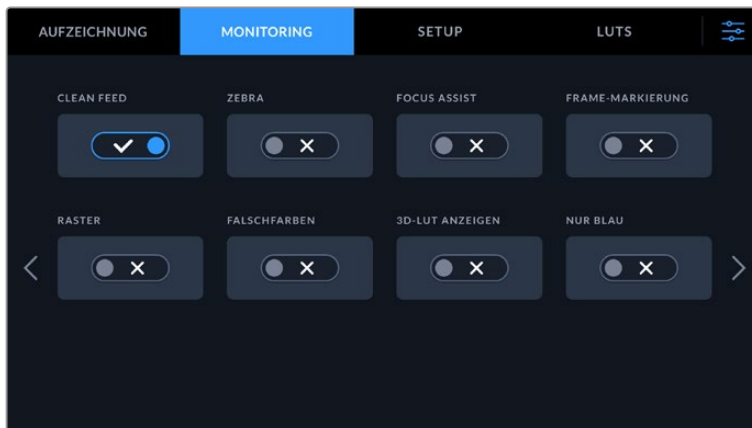 AUFZEICHNUNG MONITORING SETUP LUTS
CLEAN FEED ZEBRA FOCUS ASSIST FRAME-MARKIERUNG
RASTER FALSCHFARBEN 3D-LUT ANZEIGEN NUR BLAU